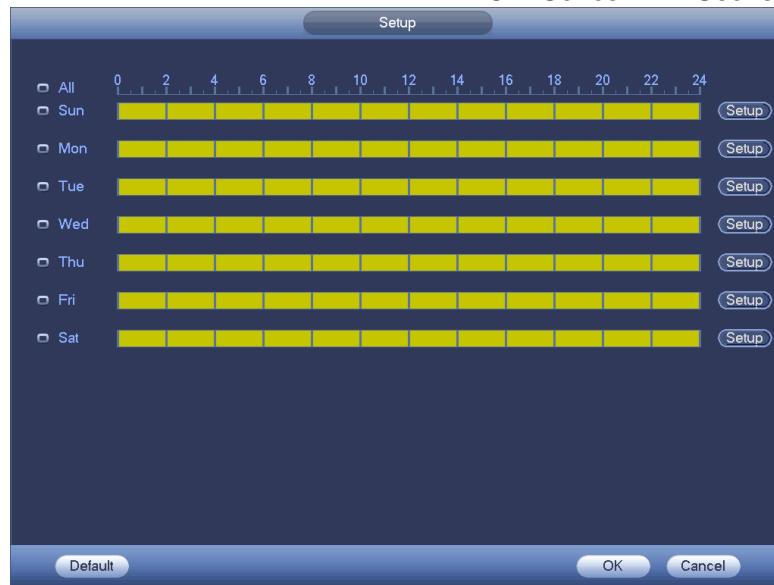 Setup
All 0 2 4 6 8 10 12 14 16 18 20 22 24
Sun Setup
Mon Setup
Tue Setup
Wed Setup
Thu Setup
Fri Setup
Sat Setup
Default OK Cancel